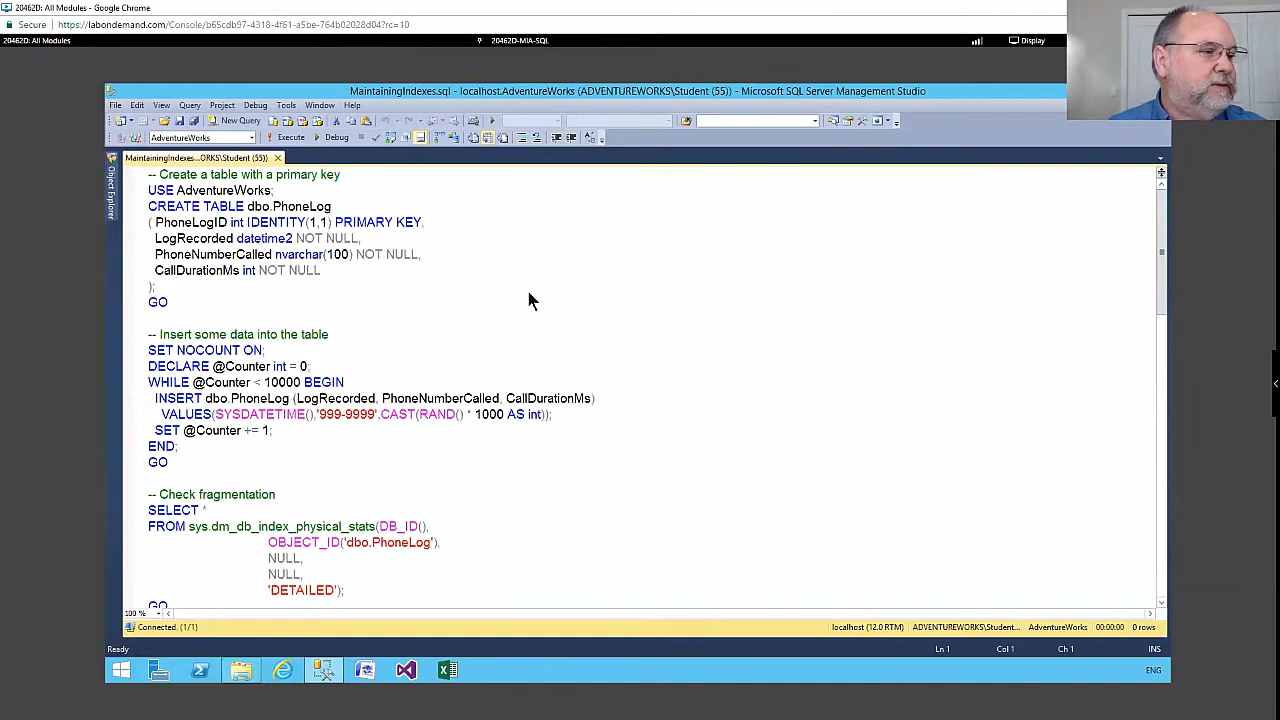 20462D: All Modules - Google Chrome
Secure https://labondemand.com/Console/b65cdb97-4318-4f61-a5be-764b02028d04?rc=10
20462D: All Modules 20462D-MIA-SQL Display
MaintainingIndexes.sql - localhost.AdventureWorks (ADVENTUREWORKS\Student (55)) - Microsoft SQL Server Management Studio
File Edit View Query Project Debug Tools Window Help
New Query
AdventureWorks Execute Debug
MaintainingIndexes...ORKS\Student (55))
Object Explorer
-- Create a table with a primary key
USE AdventureWorks;
CREATE TABLE dbo.PhoneLog
( PhoneLogID int IDENTITY(1,1) PRIMARY KEY,
LogRecorded datetime2 NOT NULL,
PhoneNumberCalled nvarchar(100) NOT NULL,
CallDurationMs int NOT NULL
);
GO
-- Insert some data into the table
SET NOCOUNT ON;
DECLARE @Counter int = 0;
WHILE @Counter < 10000 BEGIN
INSERT dbo.PhoneLog (LogRecorded, PhoneNumberCalled, CallDurationMs)
VALUES(SYSDATETIME(),'999-9999',CAST(RAND() * 1000 AS int));
SET @Counter += 1;
END;
GO
-- Check fragmentation
SELECT *
FROM sys.dm_db_index_physical_stats(DB_ID(),
OBJECT_ID('dbo.PhoneLog'),
NULL,
NULL,
'DETAILED');
GO
100 %
Connected. (1/1) localhost (12.0 RTM) ADVENTUREWORKS\Student... AdventureWorks 00:00:00 0 rows
Ready Ln 1 Col 1 Ch 1 INS
ENG